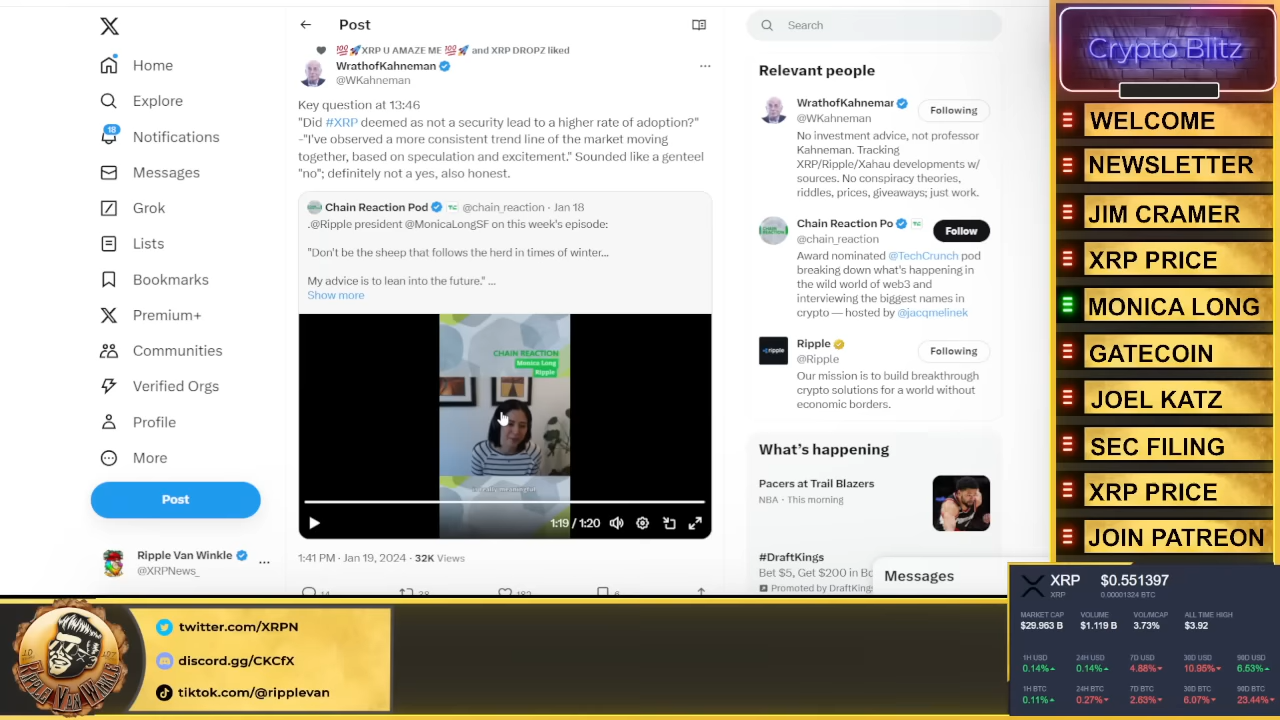 Home
Explore
18
Notifications
Messages
Grok
Lists
Bookmarks
Premium+
Communities
Verified Orgs
Profile
More
Post
Ripple Van Winkle
@XRPNews_
Post
💯🚀XRP U AMAZE ME 💯🚀 and XRP DROPZ liked
WrathofKahneman
@WKahneman
Key question at 13:46
"Did #XRP deemed as not a security lead to a higher rate of adoption?"
-"I've observed a more consistent trend line of the market moving
together, based on speculation and excitement." Sounded like a genteel
"no"; definitely not a yes, also honest.
Chain Reaction Pod @chain_reaction · Jan 18
.@Ripple president @MonicaLongSF on this week's episode:
"Don't be the sheep that follows the herd in times of winter...
My advice is to lean into the future." ...
Show more
CHAIN REACTION
Monica Long
Ripple
1:19 / 1:20
1:41 PM · Jan 19, 2024 · 32K Views
Search
Relevant people
WrathofKahneman
@WKahneman
Following
No investment advice, not professor
Kahneman. Tracking
XRP/Ripple/Xahau developments w/
sources. No conspiracy theories,
riddles, prices, giveaways; just work.
Chain Reaction Po
@chain_reaction
Follow
Award nominated @TechCrunch pod
breaking down what's happening in
the wild world of web3 and
interviewing the biggest names in
crypto — hosted by @jacqmelinek
ripple
Ripple
@Ripple
Following
Our mission is to build breakthrough
crypto solutions for a world without
economic borders.
What's happening
Pacers at Trail Blazers
NBA · This morning
#DraftKings
Bet $5, Get $200 in Bo
Promoted by DraftKing
Messages
Crypto Blitz
WELCOME
NEWSLETTER
JIM CRAMER
XRP PRICE
MONICA LONG
GATECOIN
JOEL KATZ
SEC FILING
XRP PRICE
JOIN PATREON
XRP $0.551397
XRP 0.00001324 BTC
MARKET CAP VOLUME VOL/MCAP ALL TIME HIGH
$29.963 B $1.119 B 3.73% $3.92
1H USD 24H USD 7D USD 30D USD 90D USD
0.14% 0.14% 4.88% 10.95% 6.53%
1H BTC 24H BTC 7D BTC 30D BTC 90D BTC
0.11% 0.27% 2.63% 6.07% 23.44%
RIPPLE VAN WINKLE
twitter.com/XRPN
discord.gg/CKCfX
tiktok.com/@ripplevan